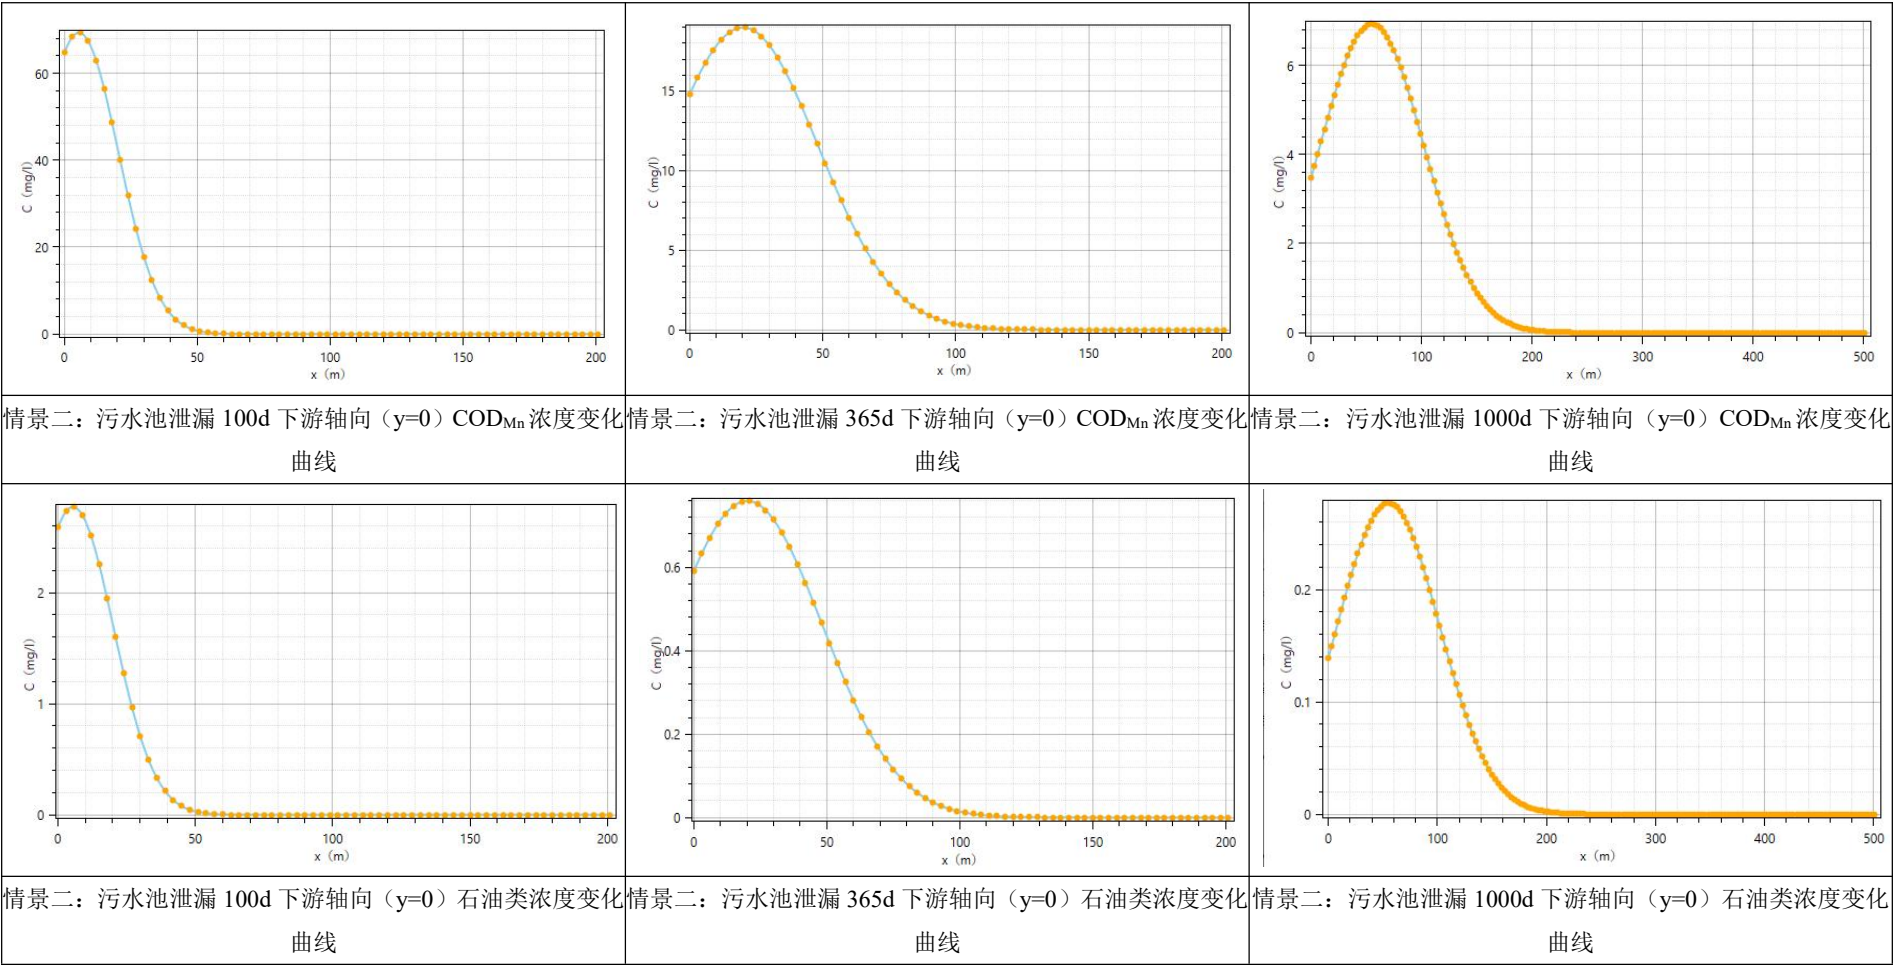 60
40
20
0
C（mg/l）
0 50 100 150 200
x（m）
15
10
5
0
C（mg/l）
0 50 100 150 200
x（m）
6
4
2
0
C（mg/l）
0 100 200 300 400 500
x（m）
情景二：污水池泄漏 100d 下游轴向（y=0）CODMn 浓度变化
曲线
情景二：污水池泄漏 365d 下游轴向（y=0）CODMn 浓度变化
曲线
情景二：污水池泄漏 1000d 下游轴向（y=0）CODMn 浓度变化
曲线
2
1
0
C（mg/l）
0 50 100 150 200
x（m）
0.6
0.4
0.2
0
C（mg/l）
0 50 100 150 200
x（m）
0.2
0.1
0
C（mg/l）
0 100 200 300 400 500
x（m）
情景二：污水池泄漏 100d 下游轴向（y=0）石油类浓度变化
曲线
情景二：污水池泄漏 365d 下游轴向（y=0）石油类浓度变化
曲线
情景二：污水池泄漏 1000d 下游轴向（y=0）石油类浓度变化
曲线